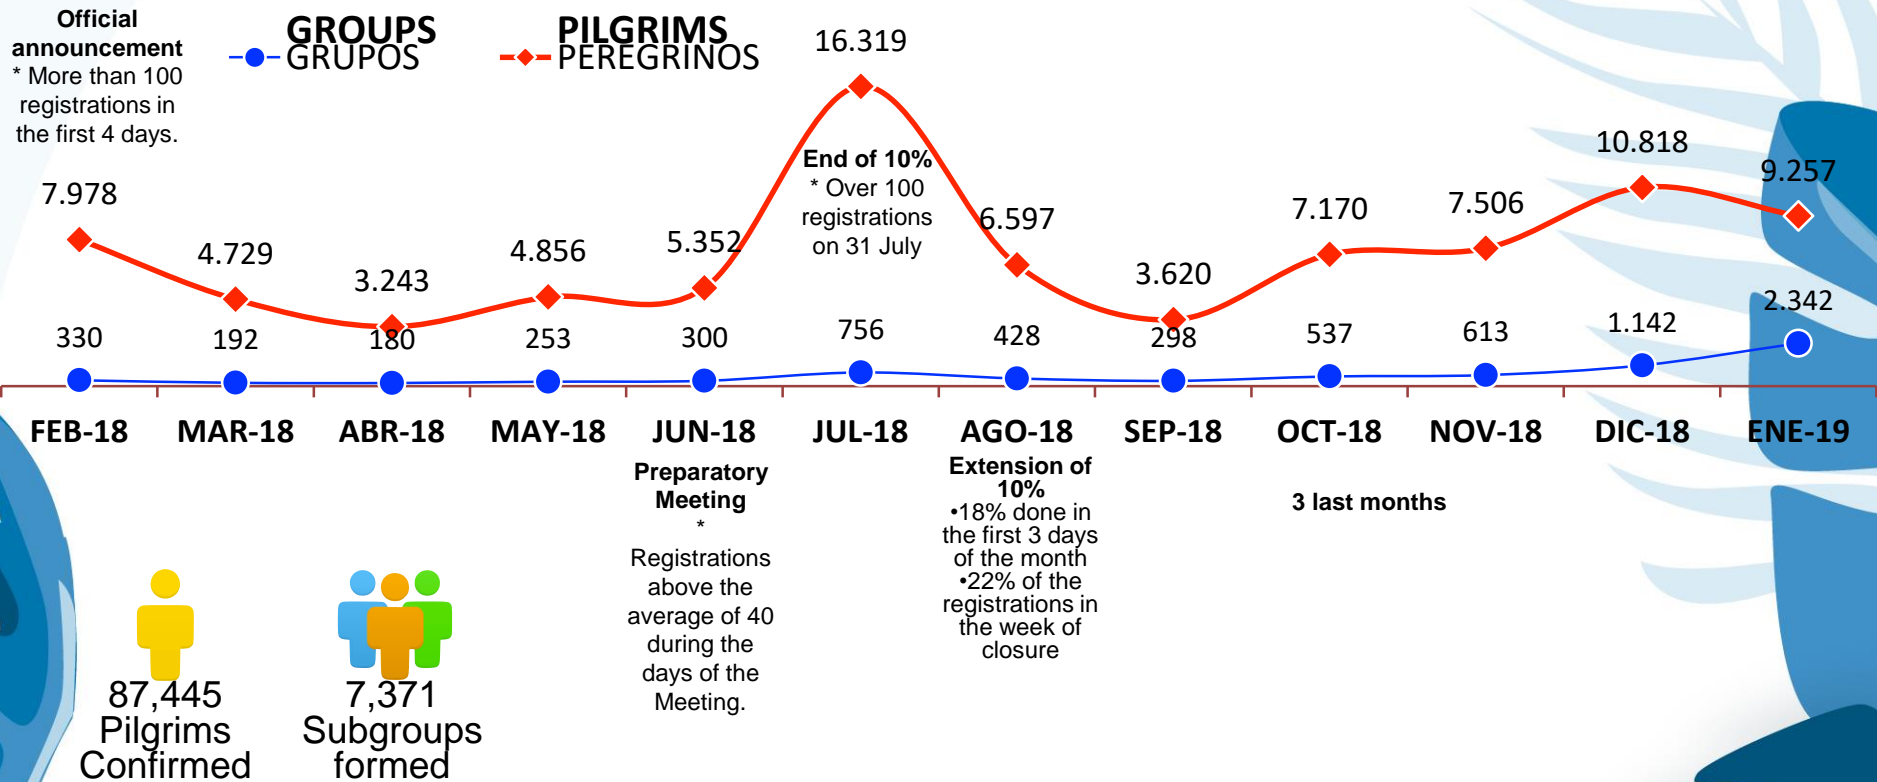 Official
announcement
* More than 100
registrations in
the first 4 days.
GROUPS
GRUPOS
PILGRIMS
PEREGRINOS
7.978
4.729
3.243
4.856
5.352
16.319
6.597
3.620
7.170
7.506
10.818
9.257
End of 10%
* Over 100
registrations
on 31 July
330
192
180
253
300
756
428
298
537
613
1.142
2.342
FEB-18
MAR-18
ABR-18
MAY-18
JUN-18
JUL-18
AGO-18
SEP-18
OCT-18
NOV-18
DIC-18
ENE-19
Preparatory
Meeting
*
Registrations
above the
average of 40
during the
days of the
Meeting.
Extension of
10%
•18% done in
the first 3 days
of the month
•22% of the
registrations in
the week of
closure
3 last months
87,445
Pilgrims
Confirmed
7,371
Subgroups
formed